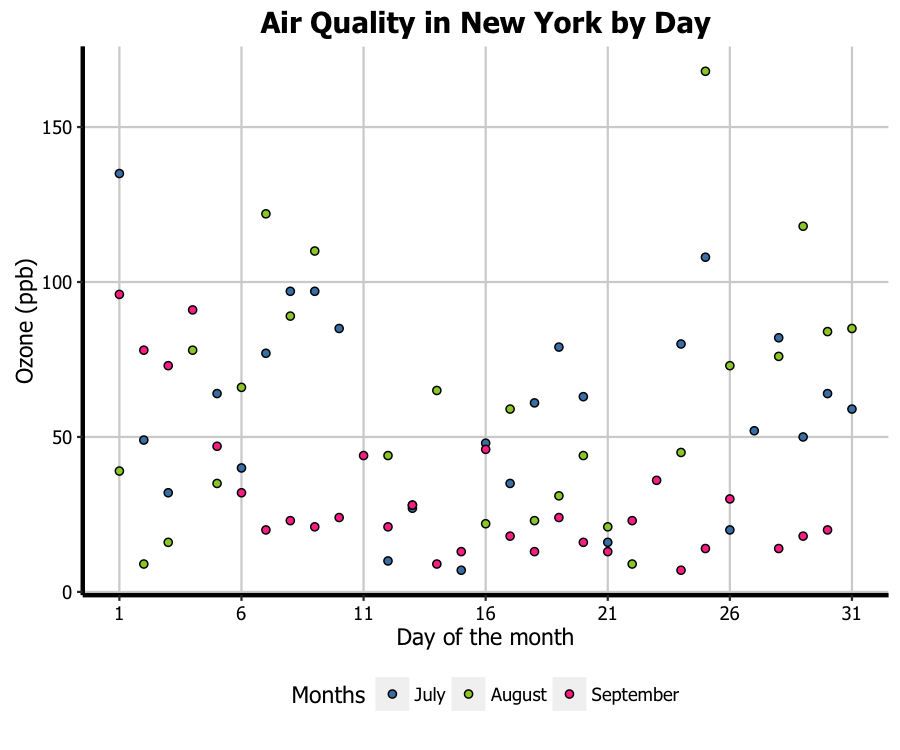 Air Quality in New York by Day
Ozone (ppb)
150
100
50
0
1 6 11 16 21 26 31
Day of the month
Months July August September